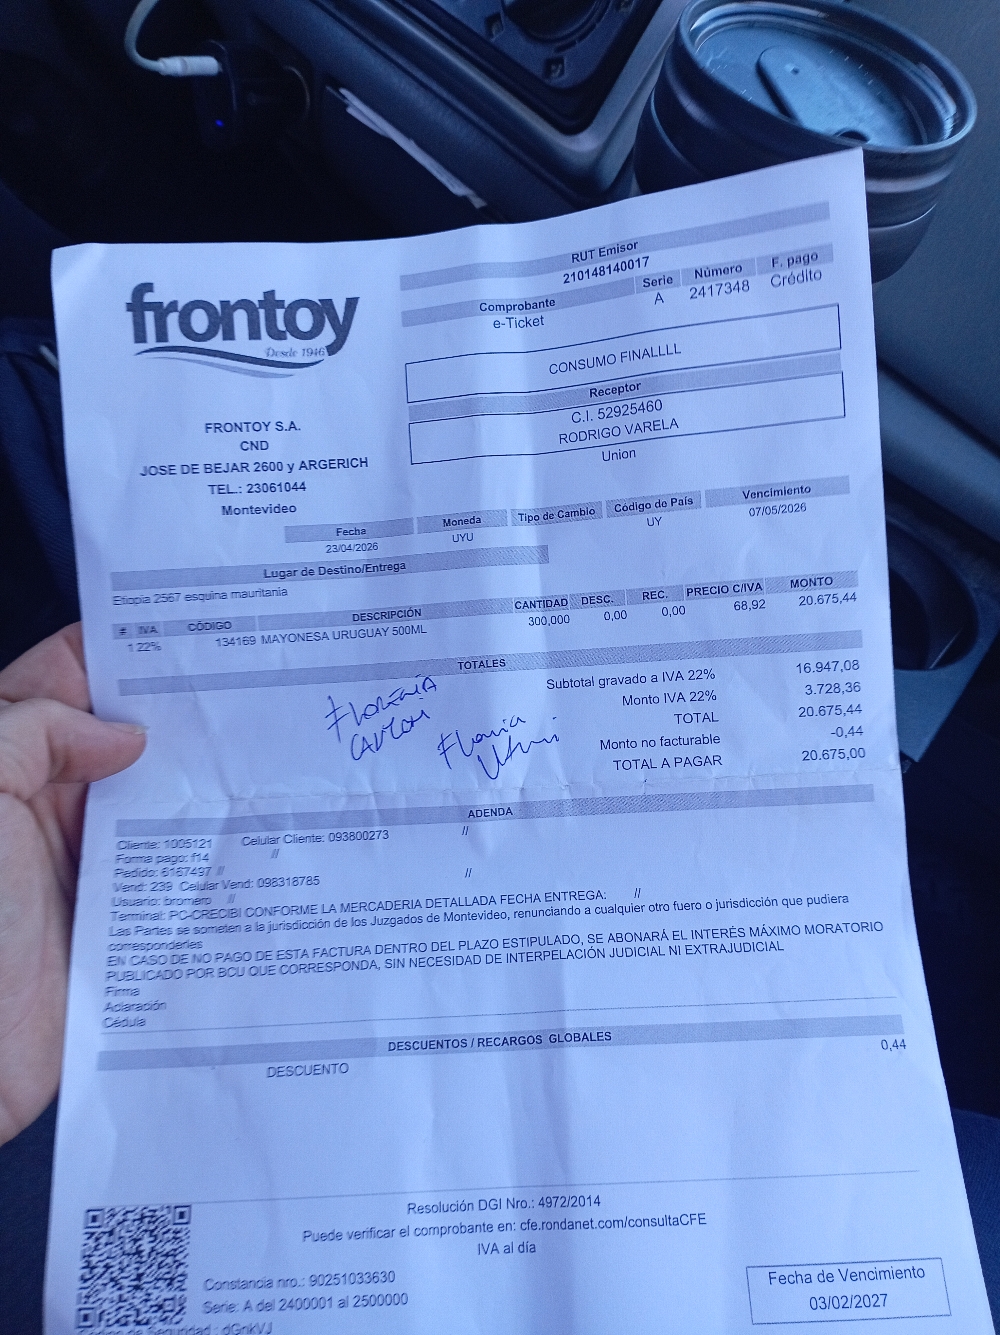 frontoy
Desde 1946
FRONTOY S.A.
CND
JOSE DE BEJAR 2600 y ARGERICH
TEL.: 23061044
Montevideo
RUT Emisor
210148140017
Comprobante Serie Número F. pago
e-Ticket A 2417348 Crédito
CONSUMO FINALLLL
Receptor
C.I. 52925460
RODRIGO VARELA
Union
Fecha Moneda Tipo de Cambio Código de País Vencimiento
23/04/2026 UYU UY 07/05/2026
Lugar de Destino/Entrega
Etiopia 2567 esquina mauritania
# IVA CÓDIGO DESCRIPCIÓN CANTIDAD DESC. REC. PRECIO C/IVA MONTO
1 22% 134169 MAYONESA URUGUAY 500ML 300,000 0,00 0,00 68,92 20.675,44
TOTALES
Subtotal gravado a IVA 22% 16.947,08
Monto IVA 22% 3.728,36
TOTAL 20.675,44
Monto no facturable -0,44
TOTAL A PAGAR 20.675,00
ADENDA
Cliente: 1005121 Celular Cliente: 093800273 //
Forma pago: f14 //
Pedido: 6167497 //
Vend: 239 Celular Vend: 098318785 //
Usuario: bromero //
Terminal: PC-CRECIBI CONFORME LA MERCADERIA DETALLADA FECHA ENTREGA: //
Las Partes se someten a la jurisdicción de los Juzgados de Montevideo, renunciando a cualquier otro fuero o jurisdicción que pudiera
corresponderles
EN CASO DE NO PAGO DE ESTA FACTURA DENTRO DEL PLAZO ESTIPULADO, SE ABONARÁ EL INTERÉS MÁXIMO MORATORIO
PUBLICADO POR BCU QUE CORRESPONDA, SIN NECESIDAD DE INTERPELACIÓN JUDICIAL NI EXTRAJUDICIAL
Firma
Aclaración
Cédula
DESCUENTOS / RECARGOS GLOBALES
DESCUENTO 0,44
Resolución DGI Nro.: 4972/2014
Puede verificar el comprobante en: cfe.rondanet.com/consultaCFE
IVA al día
Constancia nro.: 90251033630
Serie: A del 2400001 al 2500000
Código de Seguridad : dGnkVJ
Fecha de Vencimiento
03/02/2027